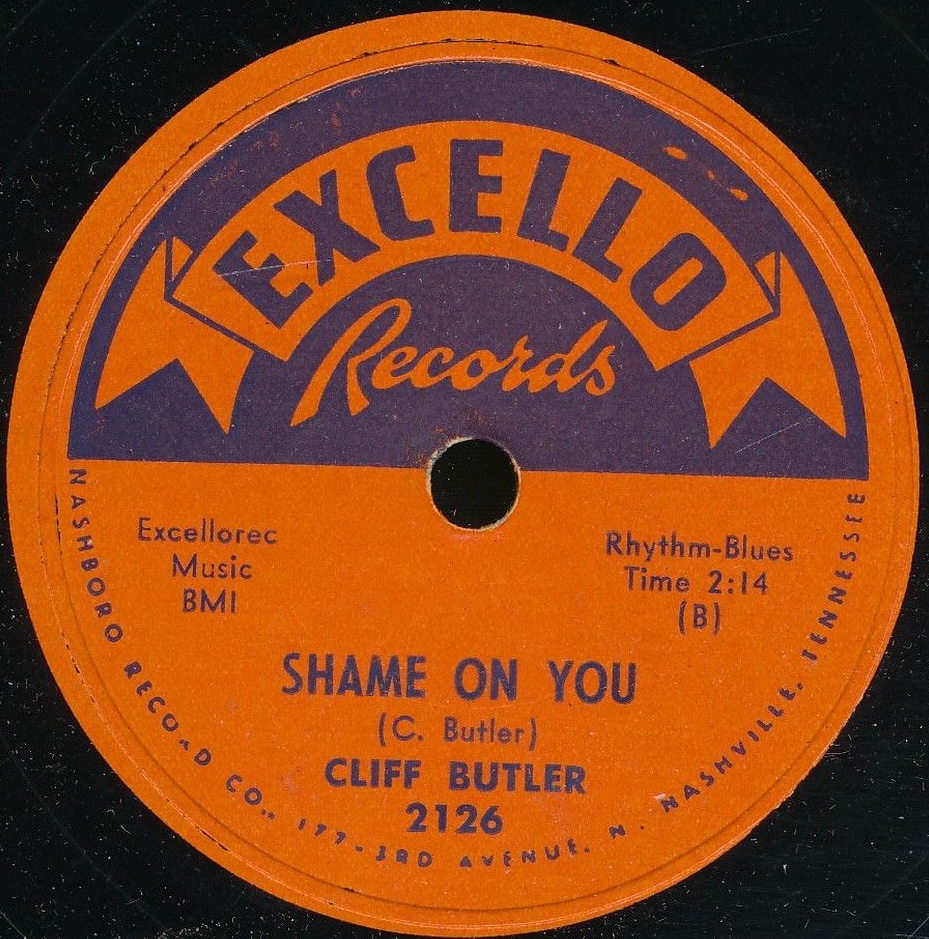 EXCELLO
Records
Excellorec
Music
BMI
Rhythm-Blues
Time 2:14
(B)
SHAME ON YOU
(C. Butler)
CLIFF BUTLER
2126
NASHBORO RECORD CO., 177-3RD AVENUE, N. NASHVILLE, TENNESSEE